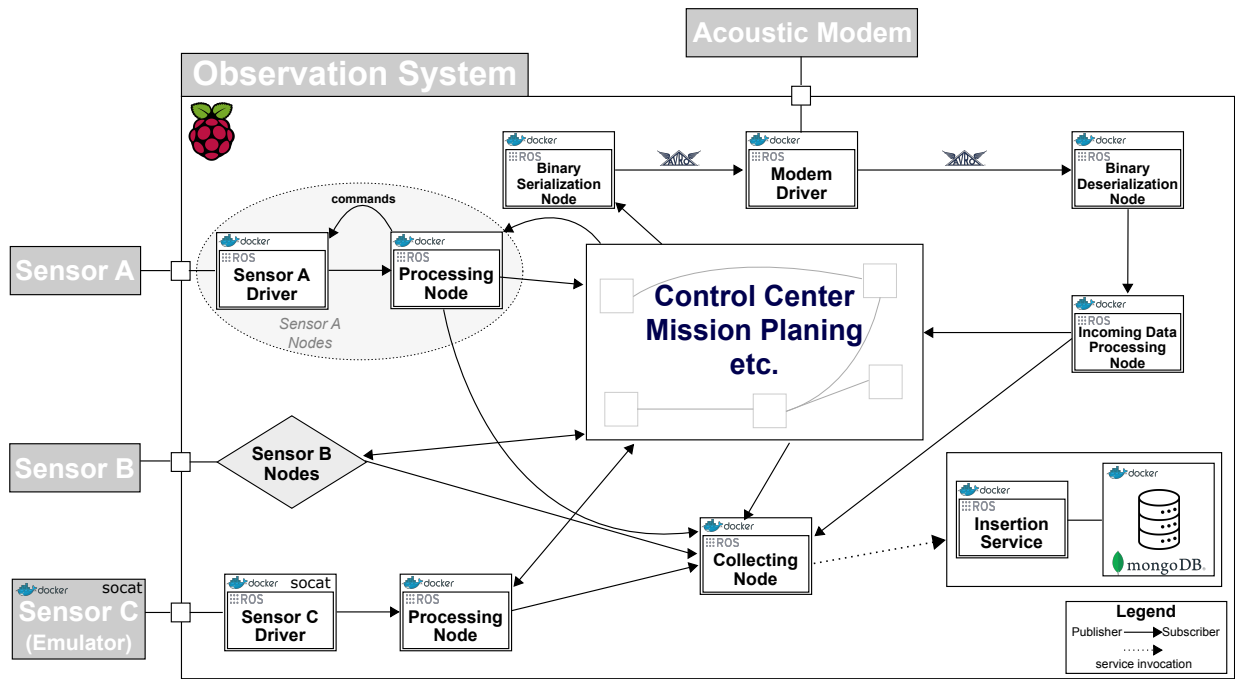 Acoustic Modem
Observation System
docker
ROS
Binary
Serialization
Node
AVRO
docker
ROS
Modem
Driver
AVRO
docker
ROS
Binary
Deserialization
Node
commands
Sensor A
docker
ROS
Sensor A
Driver
docker
ROS
Processing
Node
Sensor A
Nodes
Control Center
Mission Planing
etc.
docker
ROS
Incoming Data
Processing
Node
Sensor B
Sensor B
Nodes
docker
ROS
Collecting
Node
docker
ROS
Insertion
Service
docker
mongoDB®
docker socat
Sensor C
(Emulator)
docker socat
ROS
Sensor C
Driver
docker
ROS
Processing
Node
Legend
Publisher Subscriber
service invocation